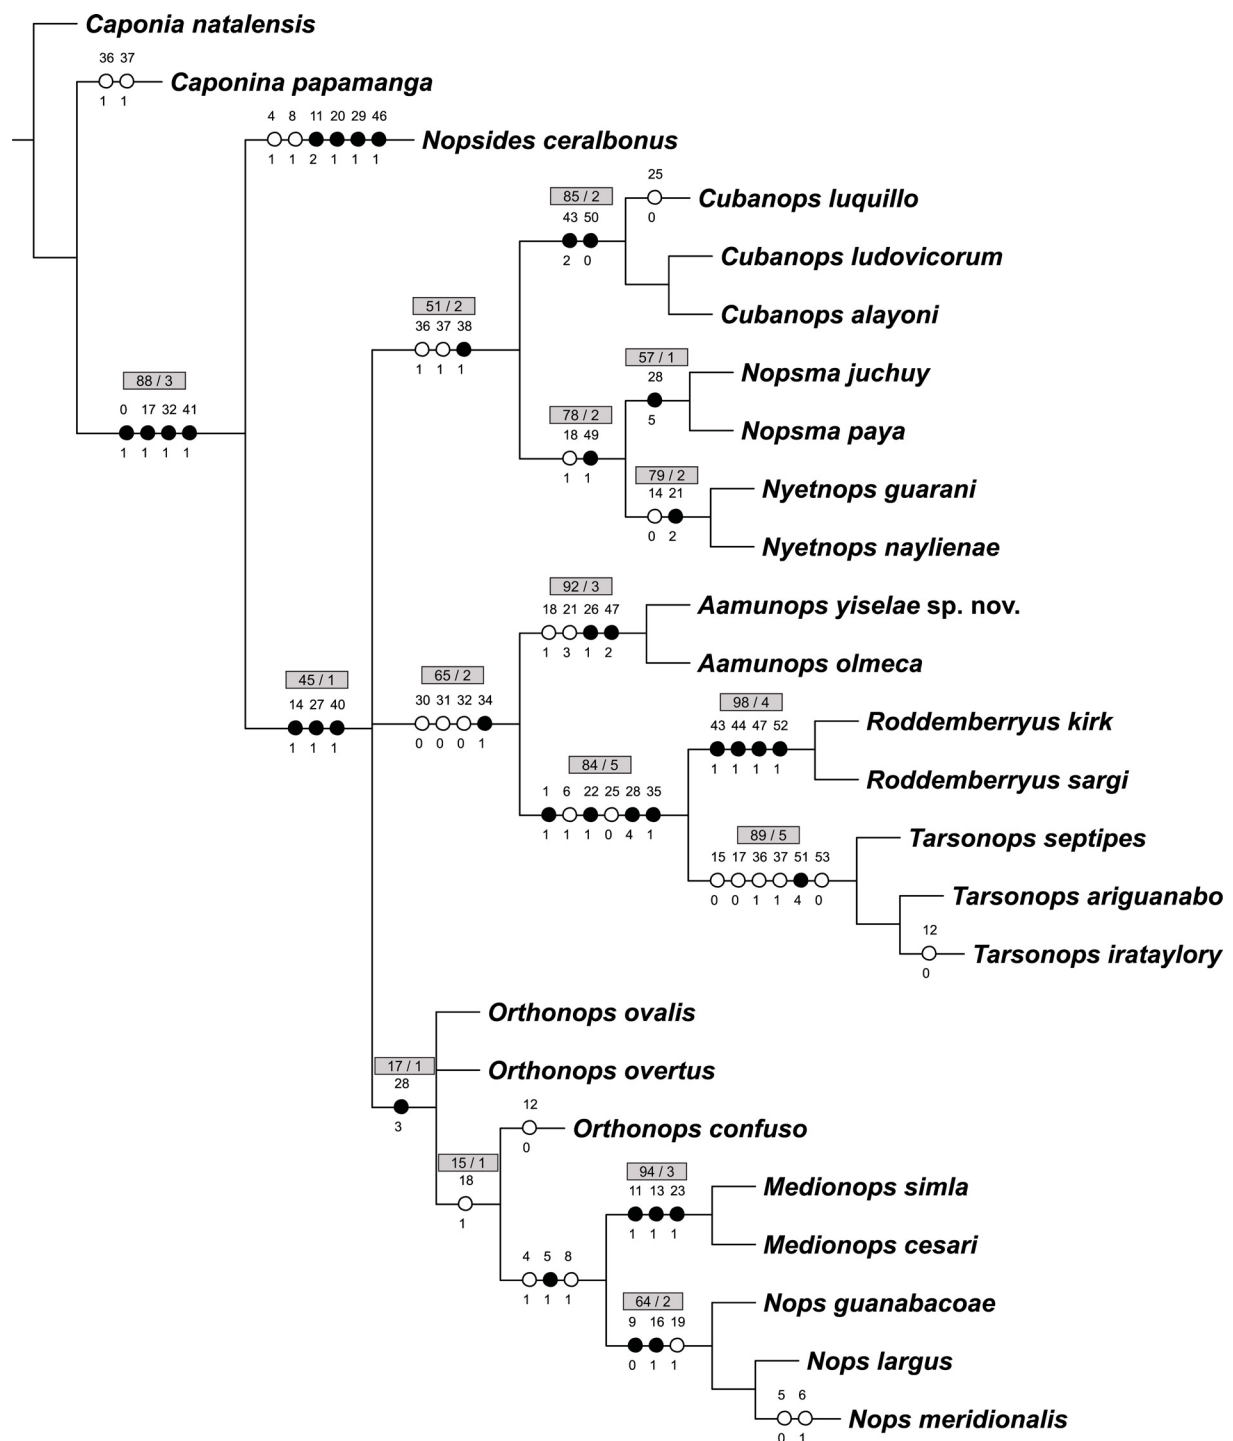 Caponia natalensis
36 37
Caponina papamanga
1 1
4 8 11 20 29 46
Nopsides ceralbonus
1 1 2 1 1 1
25
85 / 2
Cubanops luquillo
43 50
0
2 0
Cubanops ludovicorum
51 / 2
Cubanops alayoni
36 37 38
57 / 1
1 1 1
28
Nopsma juchuy
88 / 3
78 / 2
5
0 17 32 41
18 49
Nopsma paya
1 1 1 1
1 1
79 / 2
14 21
Nyetnops guarani
0 2
Nyetnops naylienae
92 / 3
18 21 26 47
Aamunops yiselae sp. nov.
1 3 1 2
Aamunops olmeca
45 / 1
65 / 2
14 27 40
30 31 32 34
98 / 4
43 44 47 52
Roddemberryus kirk
1 1 1
0 0 0 1
1 1 1 1
84 / 5
Roddemberryus sargi
1 6 22 25 28 35
1 1 1 0 4 1
89 / 5
Tarsonops septipes
15 17 36 37 51 53
0 0 1 1 4 0
Tarsonops ariguanabo
12
Tarsonops irataylory
0
Orthonops ovalis
17 / 1
Orthonops overtus
28
3
12
Orthonops confuso
0
15 / 1
18
1
94 / 3
11 13 23
Medionops simla
1 1 1
Medionops cesari
4 5 8
1 1 1
64 / 2
9 16 19
Nops guanabacoae
0 1 1
Nops largus
5 6
Nops meridionalis
0 1